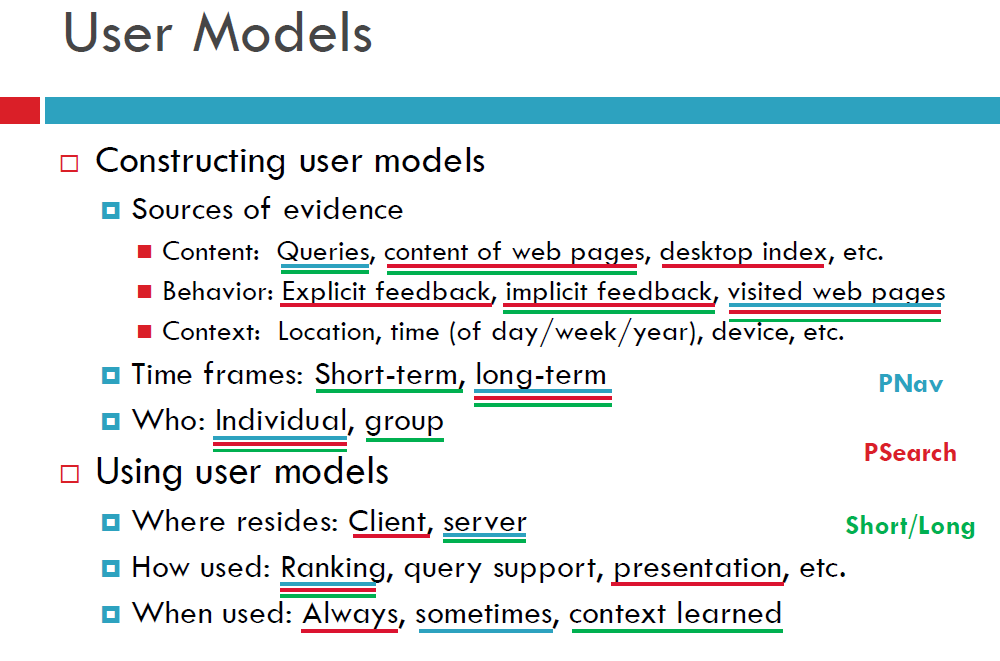 User Models
Constructing user models
Sources of evidence
Content: Queries, content of web pages, desktop index, etc.
Behavior: Explicit feedback, implicit feedback, visited web pages
Context: Location, time (of day/week/year), device, etc.
Time frames: Short-term, long-term
PNav
Who: Individual, group
PSearch
Using user models
Where resides: Client, server
Short/Long
How used: Ranking, query support, presentation, etc.
When used: Always, sometimes, context learned